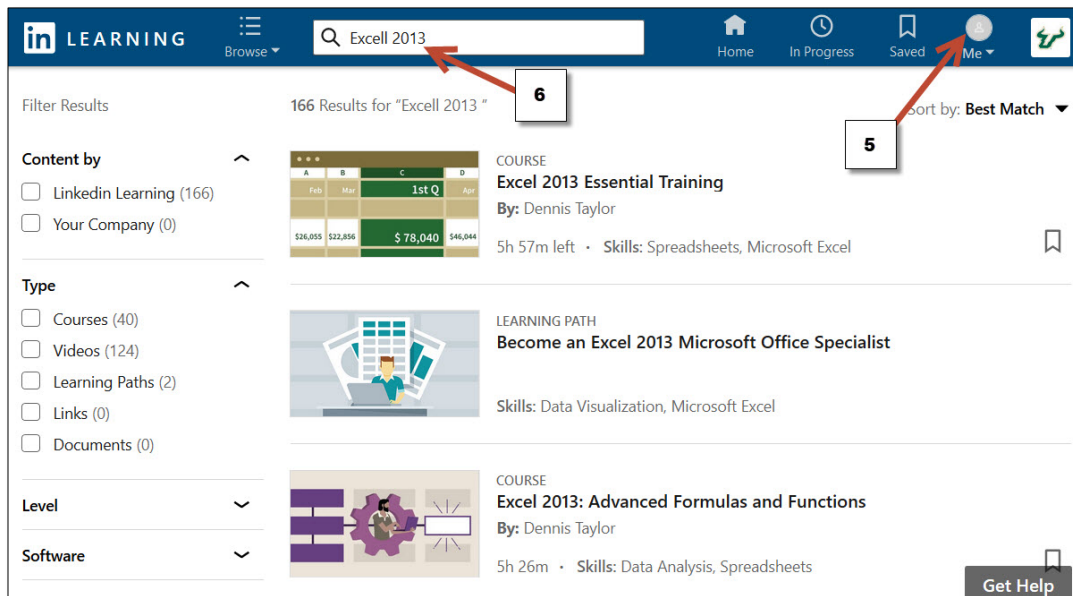 in LEARNING
Browse
Excell 2013
Home
In Progress
Saved
Me
6
5
Filter Results
166 Results for "Excell 2013 "
Sort by: Best Match
Content by
Linkedin Learning (166)
Your Company (0)
Type
Courses (40)
Videos (124)
Learning Paths (2)
Links (0)
Documents (0)
Level
Software
A B C D
Feb Mar 1st Q Apr
$26,055 $22,856 $ 78,040 $46,044
COURSE
Excel 2013 Essential Training
By: Dennis Taylor
5h 57m left • Skills: Spreadsheets, Microsoft Excel
LEARNING PATH
Become an Excel 2013 Microsoft Office Specialist
Skills: Data Visualization, Microsoft Excel
COURSE
Excel 2013: Advanced Formulas and Functions
By: Dennis Taylor
5h 26m • Skills: Data Analysis, Spreadsheets
Get Help